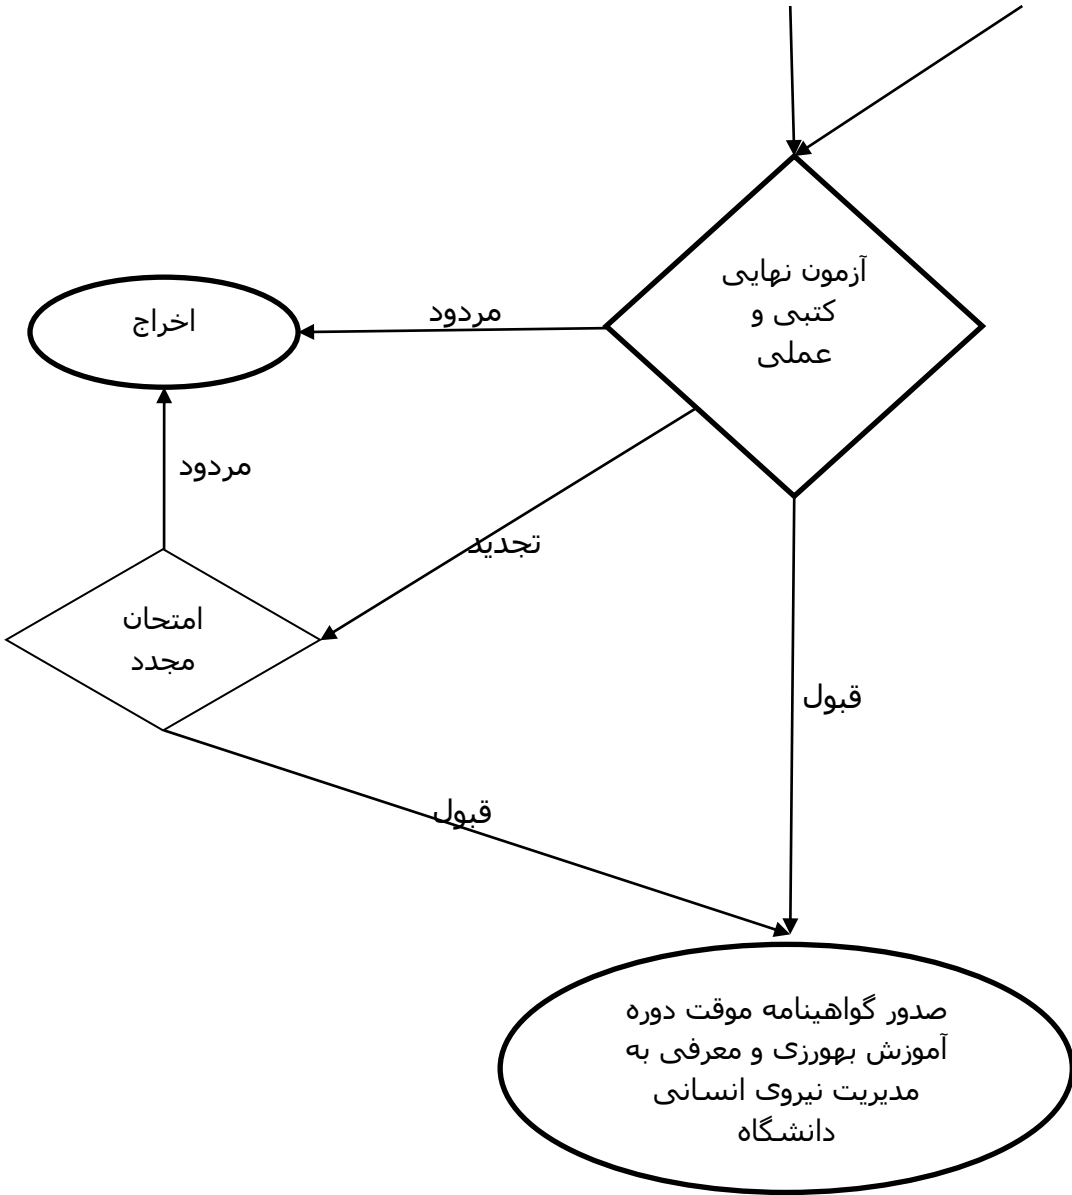 آزمون نهایی
کتبی و
عملی
مردود
اخراج
مردود
تجدید
امتحان
مجدد
قبول
قبول
صدور گواهینامه موقت دوره
آموزش بهورزی و معرفی به
مدیریت نیروی انسانی
دانشگاه